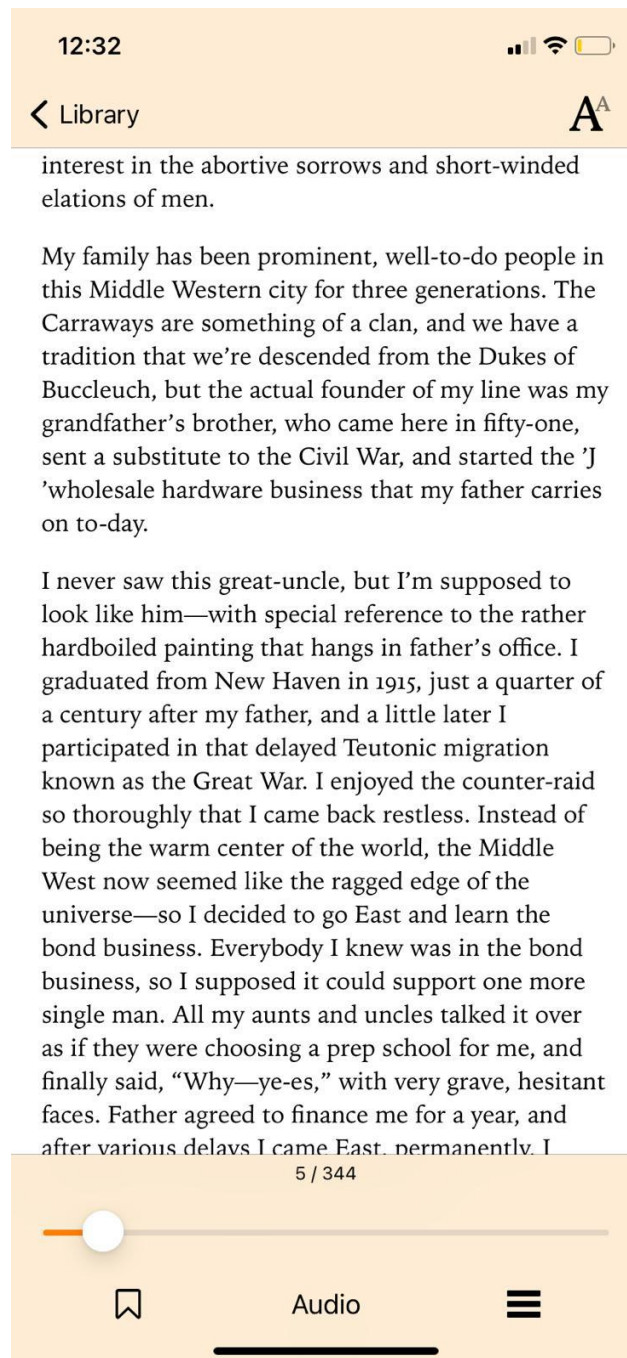 12:32
Library
AA
interest in the abortive sorrows and short-winded
elations of men.
My family has been prominent, well-to-do people in
this Middle Western city for three generations. The
Carraways are something of a clan, and we have a
tradition that we’re descended from the Dukes of
Buccleuch, but the actual founder of my line was my
grandfather’s brother, who came here in fifty-one,
sent a substitute to the Civil War, and started the ’J
’wholesale hardware business that my father carries
on to-day.
I never saw this great-uncle, but I’m supposed to
look like him—with special reference to the rather
hardboiled painting that hangs in father’s office. I
graduated from New Haven in 1915, just a quarter of
a century after my father, and a little later I
participated in that delayed Teutonic migration
known as the Great War. I enjoyed the counter-raid
so thoroughly that I came back restless. Instead of
being the warm center of the world, the Middle
West now seemed like the ragged edge of the
universe—so I decided to go East and learn the
bond business. Everybody I knew was in the bond
business, so I supposed it could support one more
single man. All my aunts and uncles talked it over
as if they were choosing a prep school for me, and
finally said, “Why—ye-es,” with very grave, hesitant
faces. Father agreed to finance me for a year, and
after various delays I came East, permanently, I
5 / 344
Audio